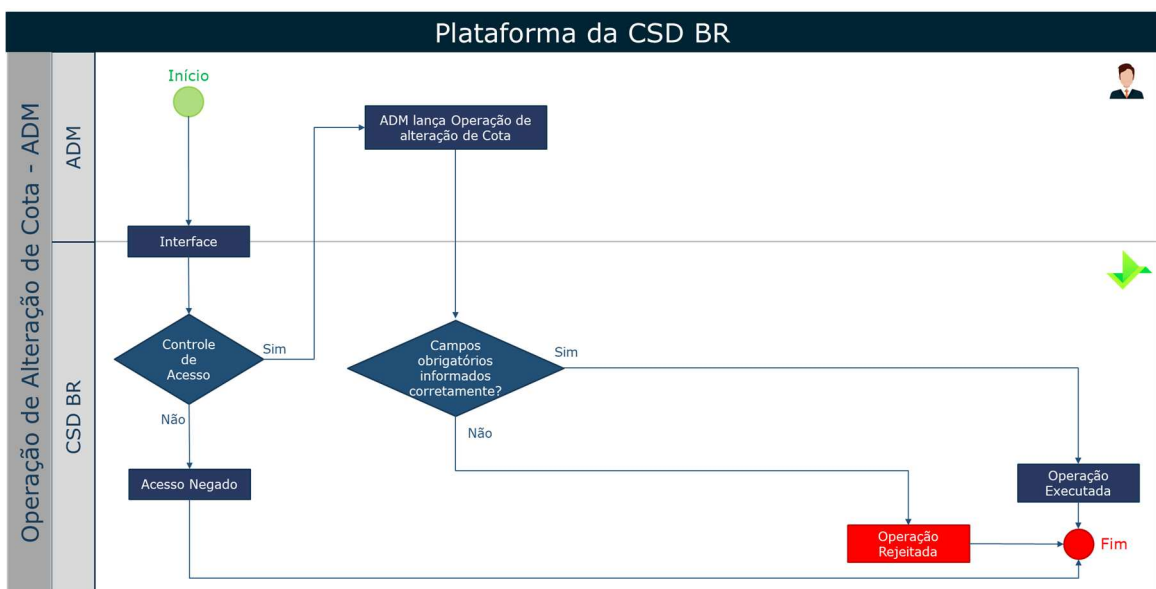 Plataforma da CSD BR
Operação de Alteração de Cota - ADM
ADM
Início
ADM lança Operação de
alteração de Cota
Interface
CSD BR
Controle
de
Acesso
Sim
Não
Campos
obrigatórios
informados
corretamente?
Sim
Não
Acesso Negado
Operação
Executada
Operação
Rejeitada
Fim